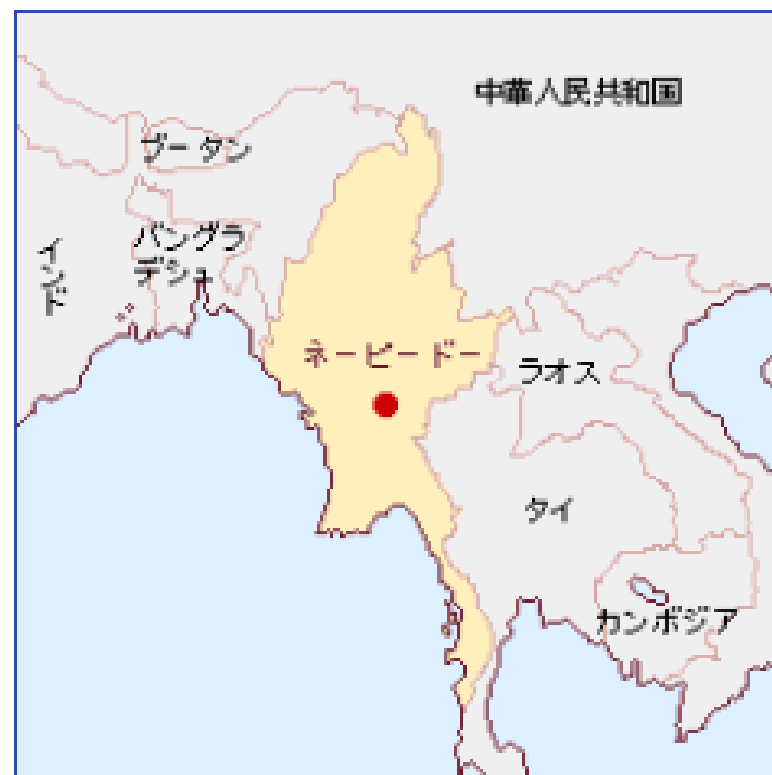 中華人民共和国
ブータン
バングラ
デシュ
インド
ネーピードー
ラオス
タイ
カンボジア